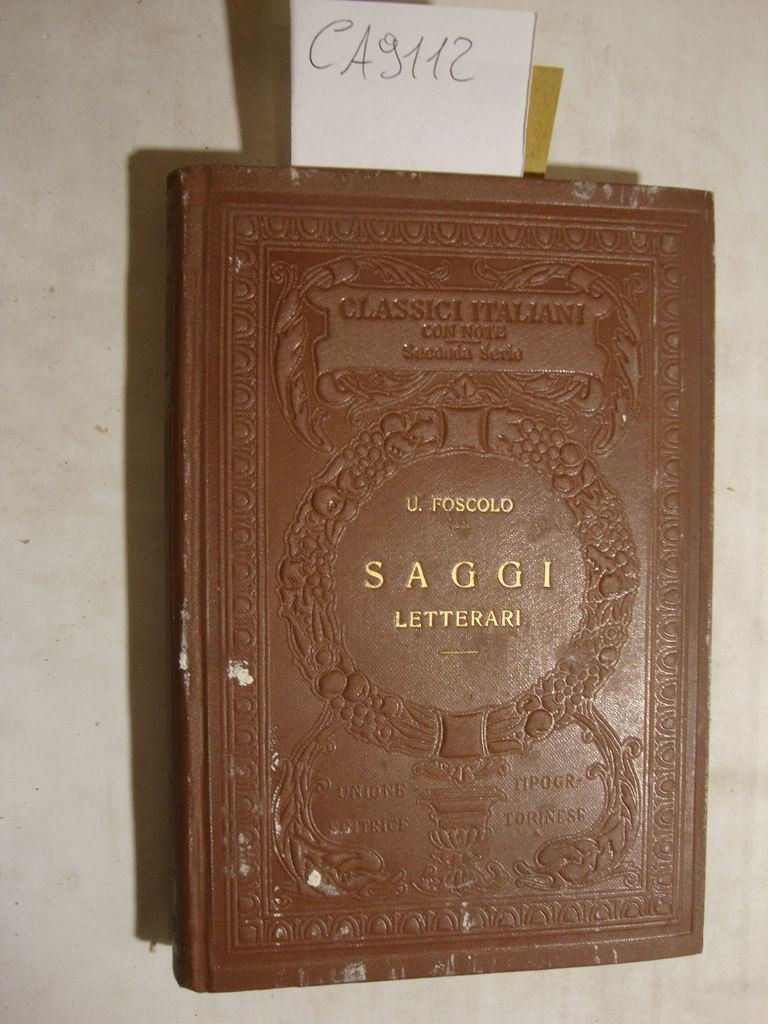 CA9112
CLASSICI ITALIANI
CON NOTE
Seconda Serie
U. FOSCOLO
SAGGI
LETTERARI
UNIONE TIPOGR-
EDITRICE TORINESE